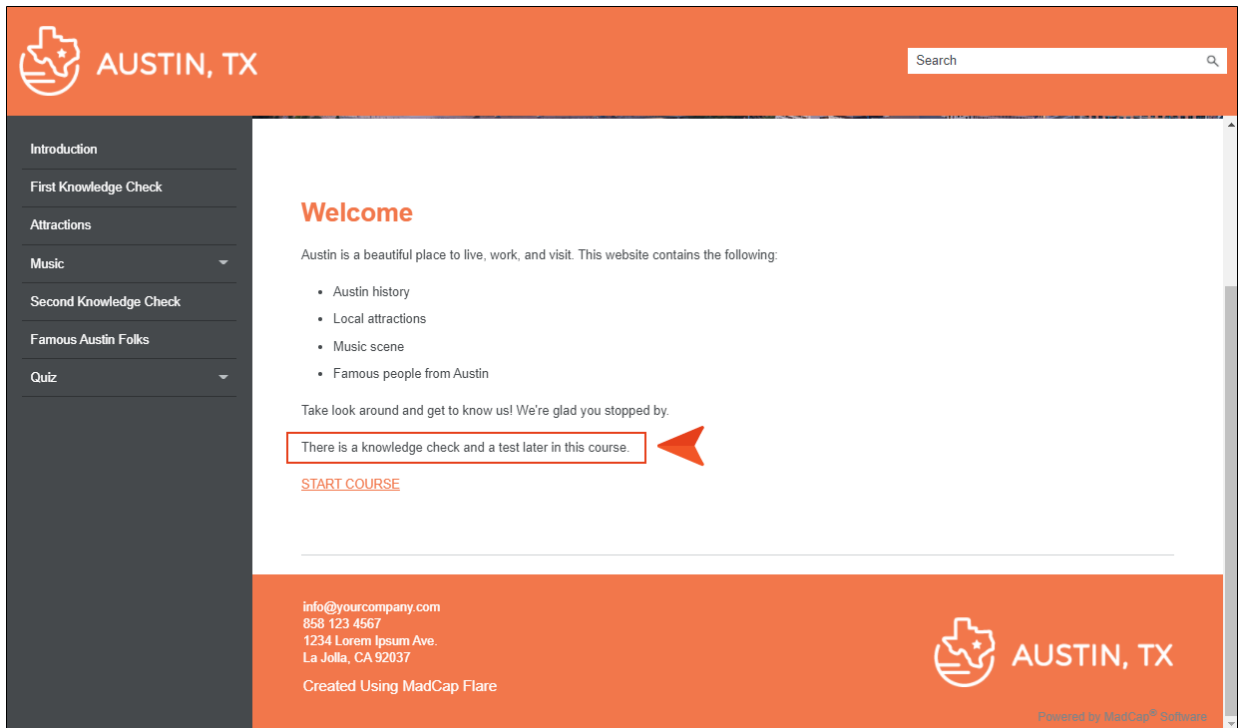 AUSTIN, TX
Search
Introduction
First Knowledge Check
Attractions
Music
Second Knowledge Check
Famous Austin Folks
Quiz
Welcome
Austin is a beautiful place to live, work, and visit. This website contains the following:
• Austin history
• Local attractions
• Music scene
• Famous people from Austin
Take look around and get to know us! We're glad you stopped by.
There is a knowledge check and a test later in this course.
START COURSE
info@yourcompany.com
858 123 4567
1234 Lorem Ipsum Ave.
La Jolla, CA 92037
Created Using MadCap Flare
AUSTIN, TX
Powered by MadCap® Software